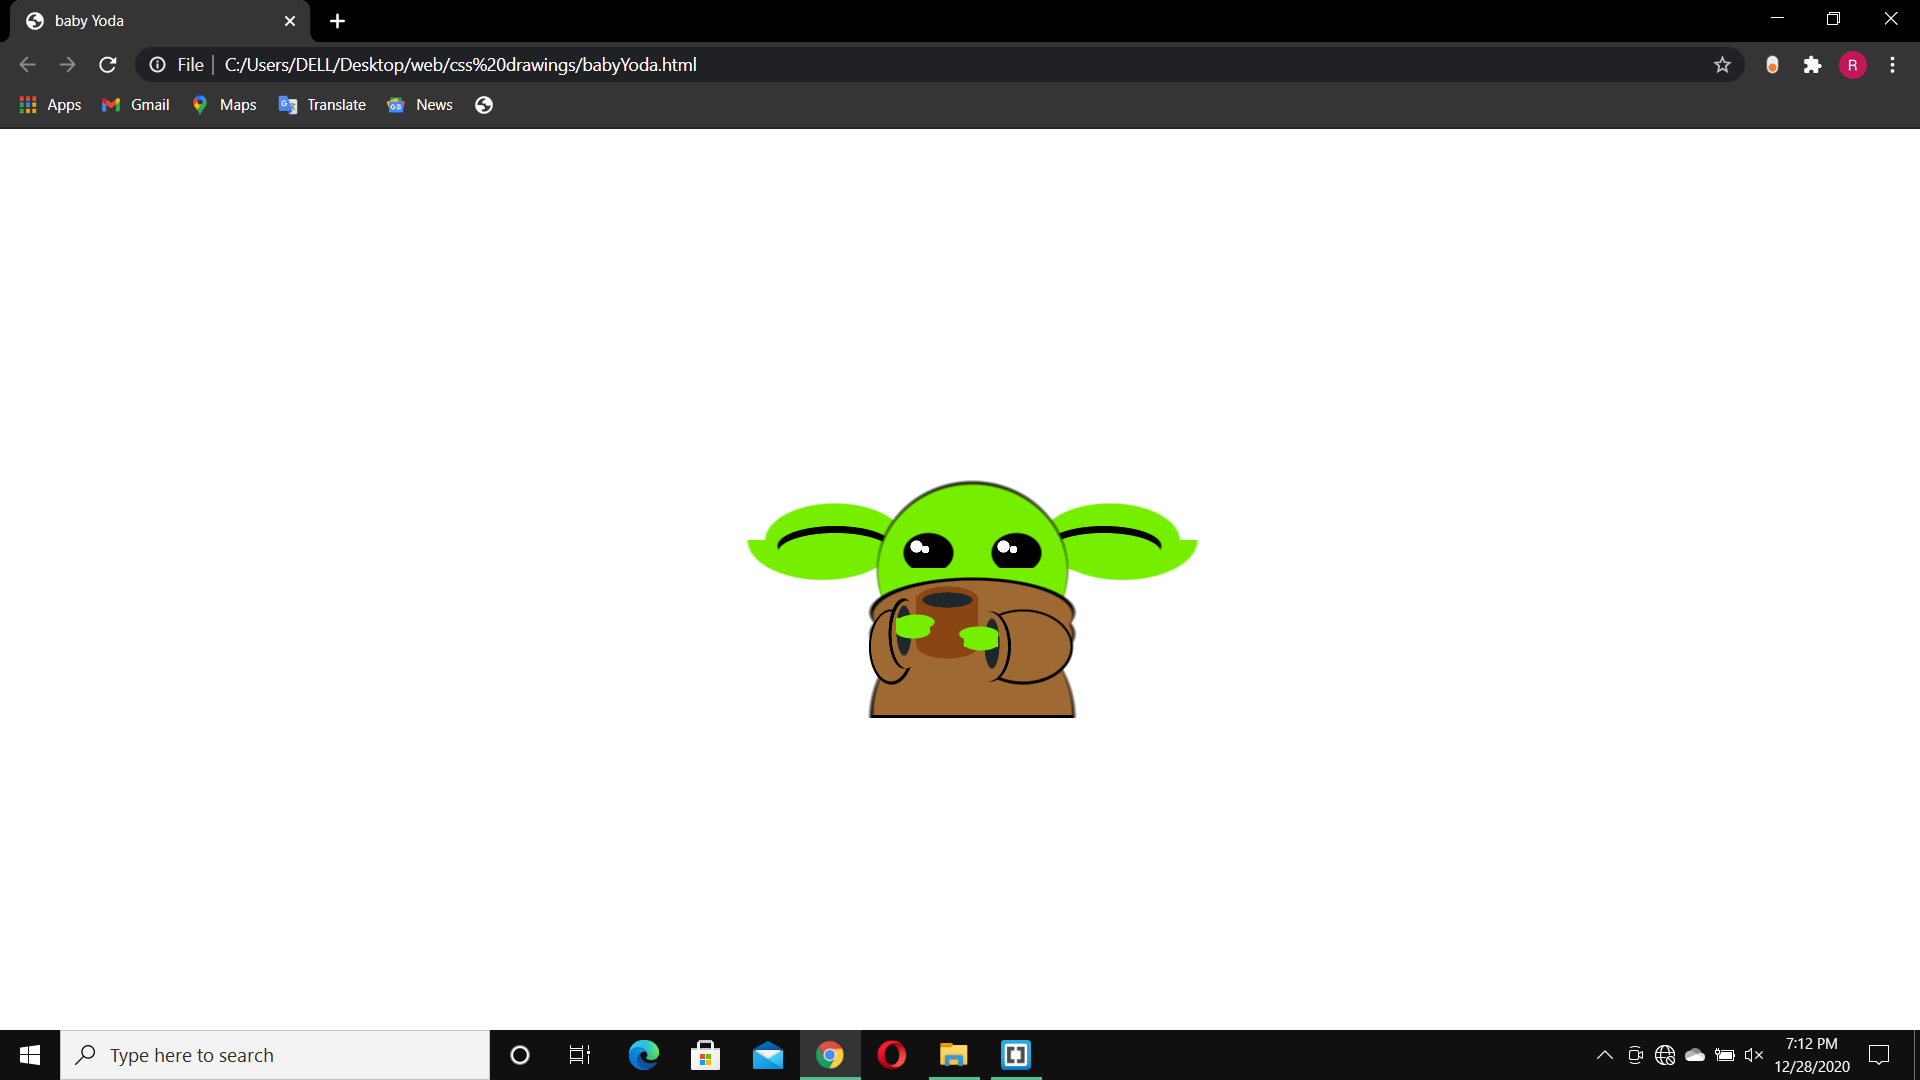 baby Yoda
File C:/Users/DELL/Desktop/web/css%20drawings/babyYoda.html
R
Apps Gmail Maps Translate News
Type here to search
7:12 PM
12/28/2020